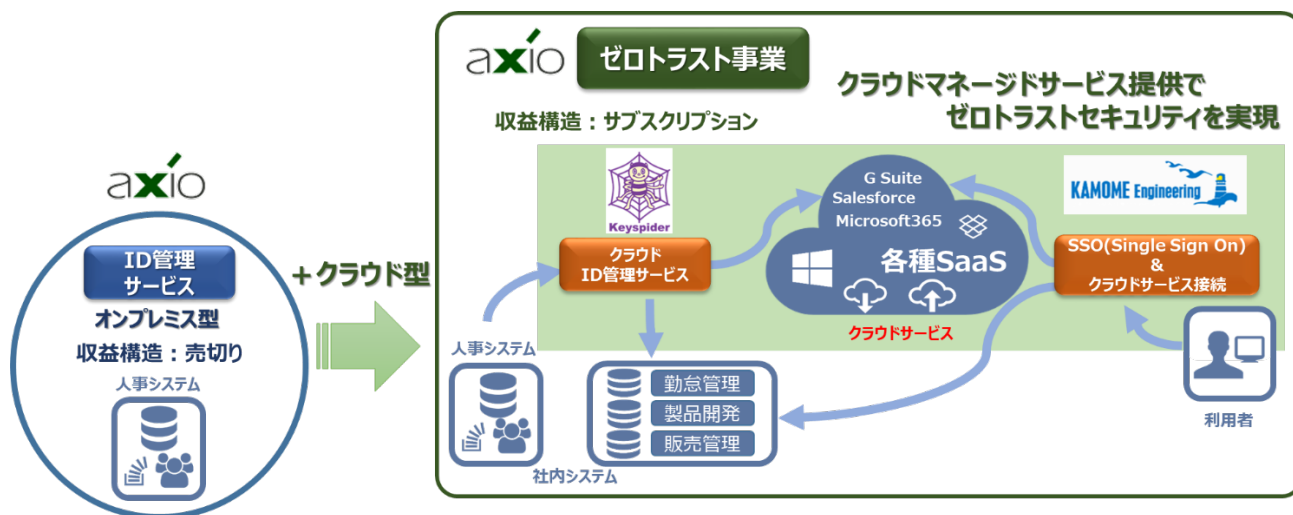 axio
ID管理
サービス
オンプレミス型
収益構造：売切り
人事システム
＋クラウド型
axio
ゼロトラスト事業
収益構造：サブスクリプション
クラウドマネージドサービス提供で
ゼロトラストセキュリティを実現
Keyspider
クラウド
ID管理サービス
G Suite
Salesforce
Microsoft365
各種SaaS
クラウドサービス
KAMOME Engineering
SSO(Single Sign On)
&
クラウドサービス接続
人事システム
勤怠管理
製品開発
販売管理
社内システム
利用者